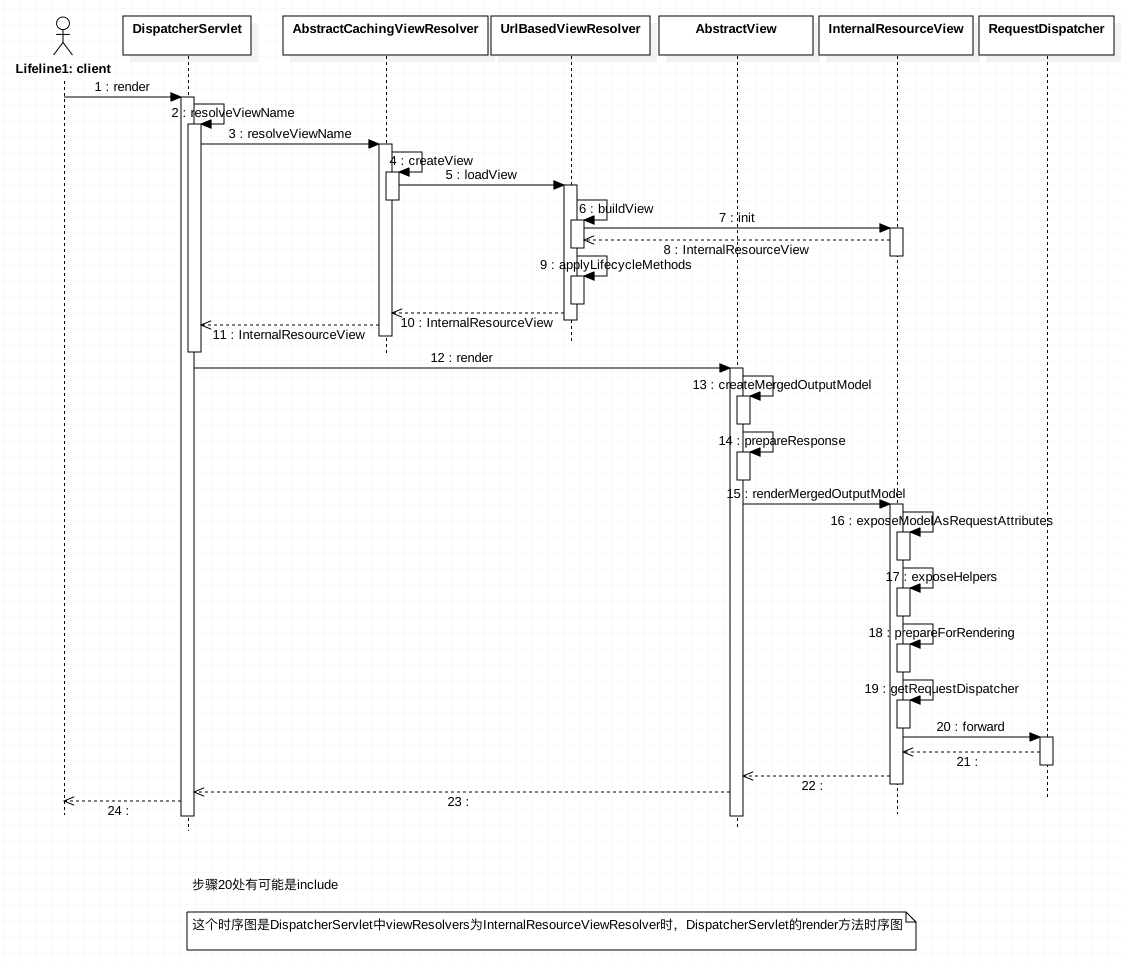 DispatcherServlet
AbstractCachingViewResolver
UrlBasedViewResolver
AbstractView
InternalResourceView
RequestDispatcher
Lifeline1: client
1 : render
2 : resolveViewName
3 : resolveViewName
4 : createView
5 : loadView
6 : buildView
7 : init
8 : InternalResourceView
9 : applyLifecycleMethods
10 : InternalResourceView
11 : InternalResourceView
12 : render
13 : createMergedOutputModel
14 : prepareResponse
15 : renderMergedOutputModel
16 : exposeModelAsRequestAttributes
17 : exposeHelpers
18 : prepareForRendering
19 : getRequestDispatcher
20 : forward
21 :
22 :
23 :
24 :
步骤20处有可能是include
这个时序图是DispatcherServlet中viewResolvers为InternalResourceViewResolver时，DispatcherServlet的render方法时序图